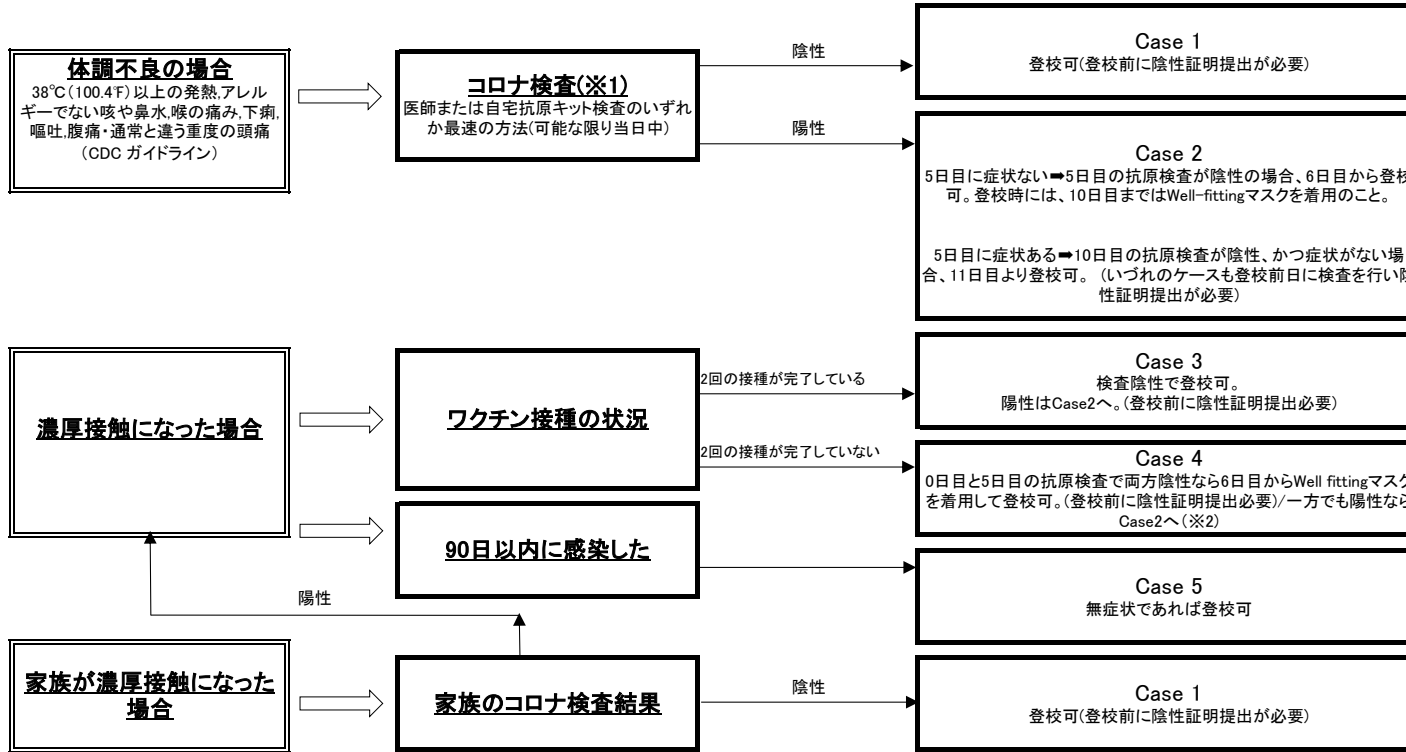 体調不良の場合
38℃(100.4℉)以上の発熱,アレル
ギーでない咳や鼻水,喉の痛み,下痢,
嘔吐,腹痛・通常と違う重度の頭痛
(CDC ガイドライン)
コロナ検査(※1)
医師または自宅抗原キット検査のいずれ
か最速の方法(可能な限り当日中)
陰性
陽性
Case 1
登校可(登校前に陰性証明提出が必要)
Case 2
5日目に症状ない➡5日目の抗原検査が陰性の場合、6日目から登校
可。登校時には、10日目まではWell-fittingマスクを着用のこと。
5日目に症状ある➡10日目の抗原検査が陰性、かつ症状がない場
合、11日目より登校可。 (いづれのケースも登校前日に検査を行い陰
性証明提出が必要)
濃厚接触になった場合
ワクチン接種の状況
2回の接種が完了している
2回の接種が完了していない
Case 3
検査陰性で登校可。
陽性はCase2へ。(登校前に陰性証明提出必要)
Case 4
0日目と5日目の抗原検査で両方陰性なら6日目からWell fittingマスク
を着用して登校可。(登校前に陰性証明提出必要)/一方でも陽性なら
Case2へ(※2)
90日以内に感染した
Case 5
無症状であれば登校可
陽性
家族が濃厚接触になった
場合
家族のコロナ検査結果
陰性
Case 1
登校可(登校前に陰性証明提出が必要)